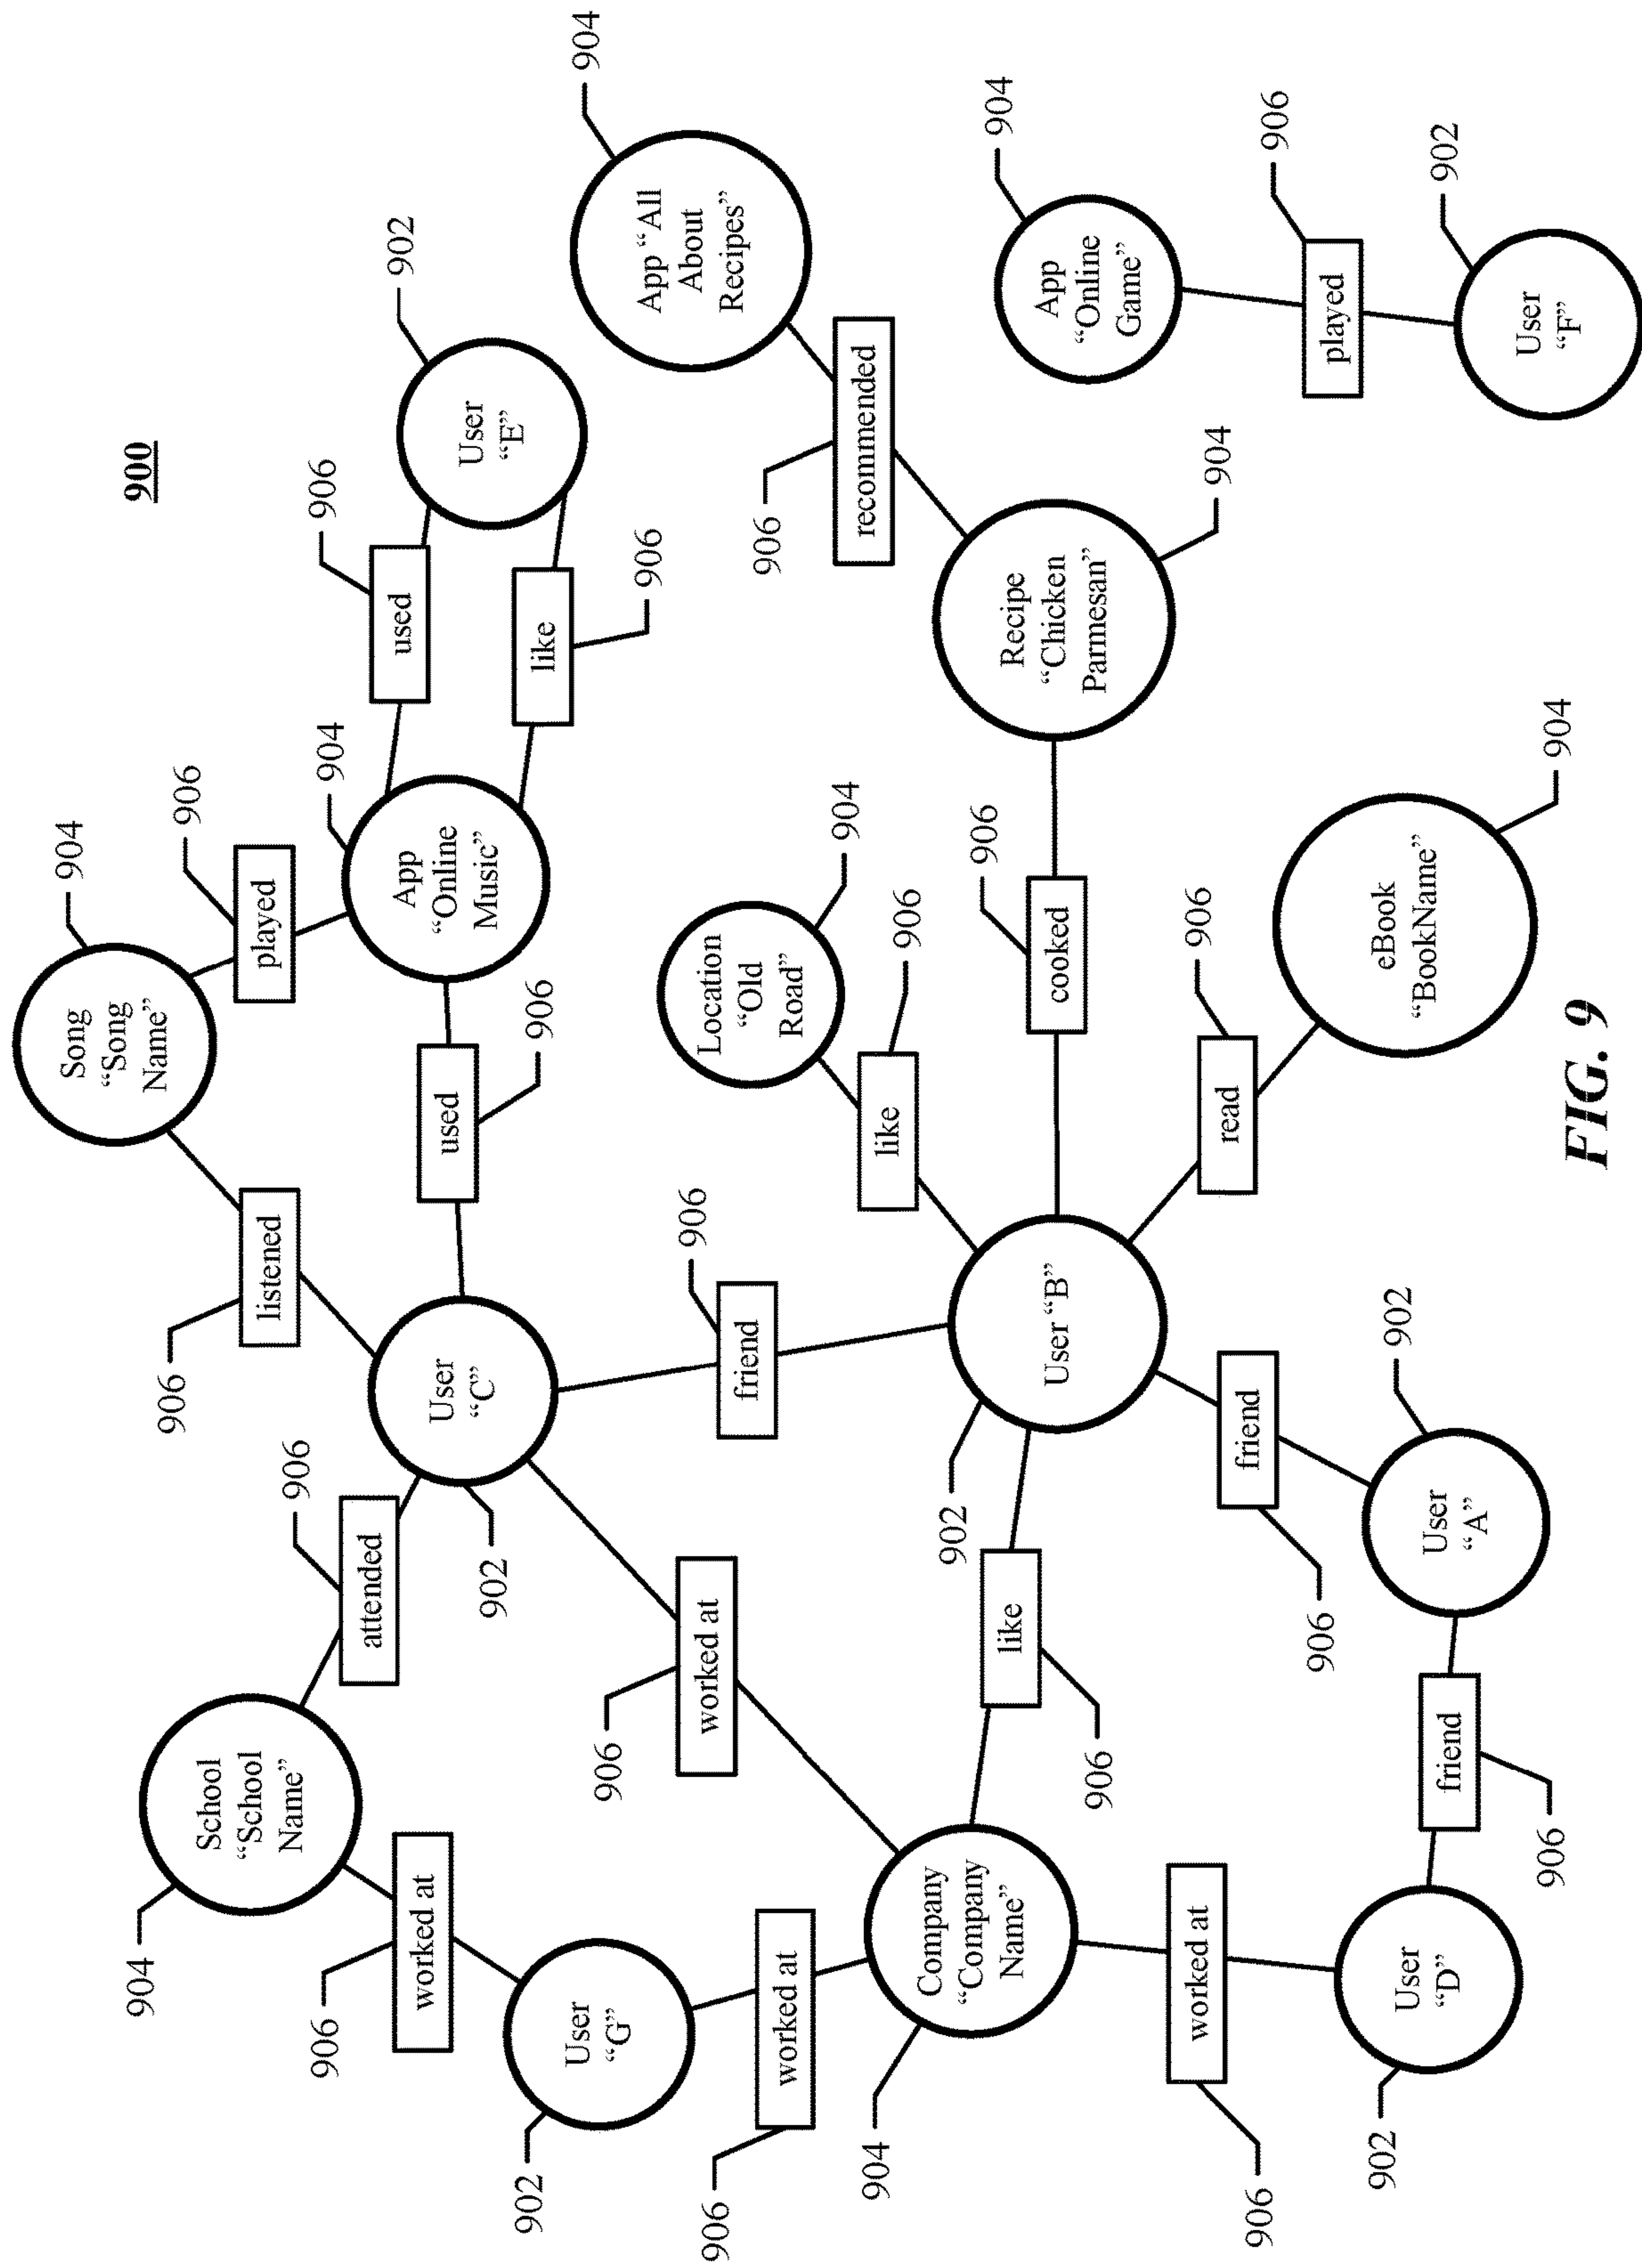 904
Song
“Song
Name”
900
904
906
906
School
“School
Name”
listened
played
906
906
904
906
worked at
attended
User
“C”
App
“Online
Music”
used
902
used
User
“E”
902
902
906
like
User
“G”
904
906
906
App “All
About
Recipes”
worked at
906
Location
“Old
Road”
906
friend
906
worked at
904
recommended
904
like
906
Company
“Company
Name”
902
906
904
like
Recipe
“Chicken
Parmesan”
App
“Online
Game”
User “B”
cooked
906
worked at
906
904
friend
read
906
906
906
played
902
User
“D”
902
eBook
“BookName”
User
“A”
902
friend
User
“F”
906
904
FIG. 9